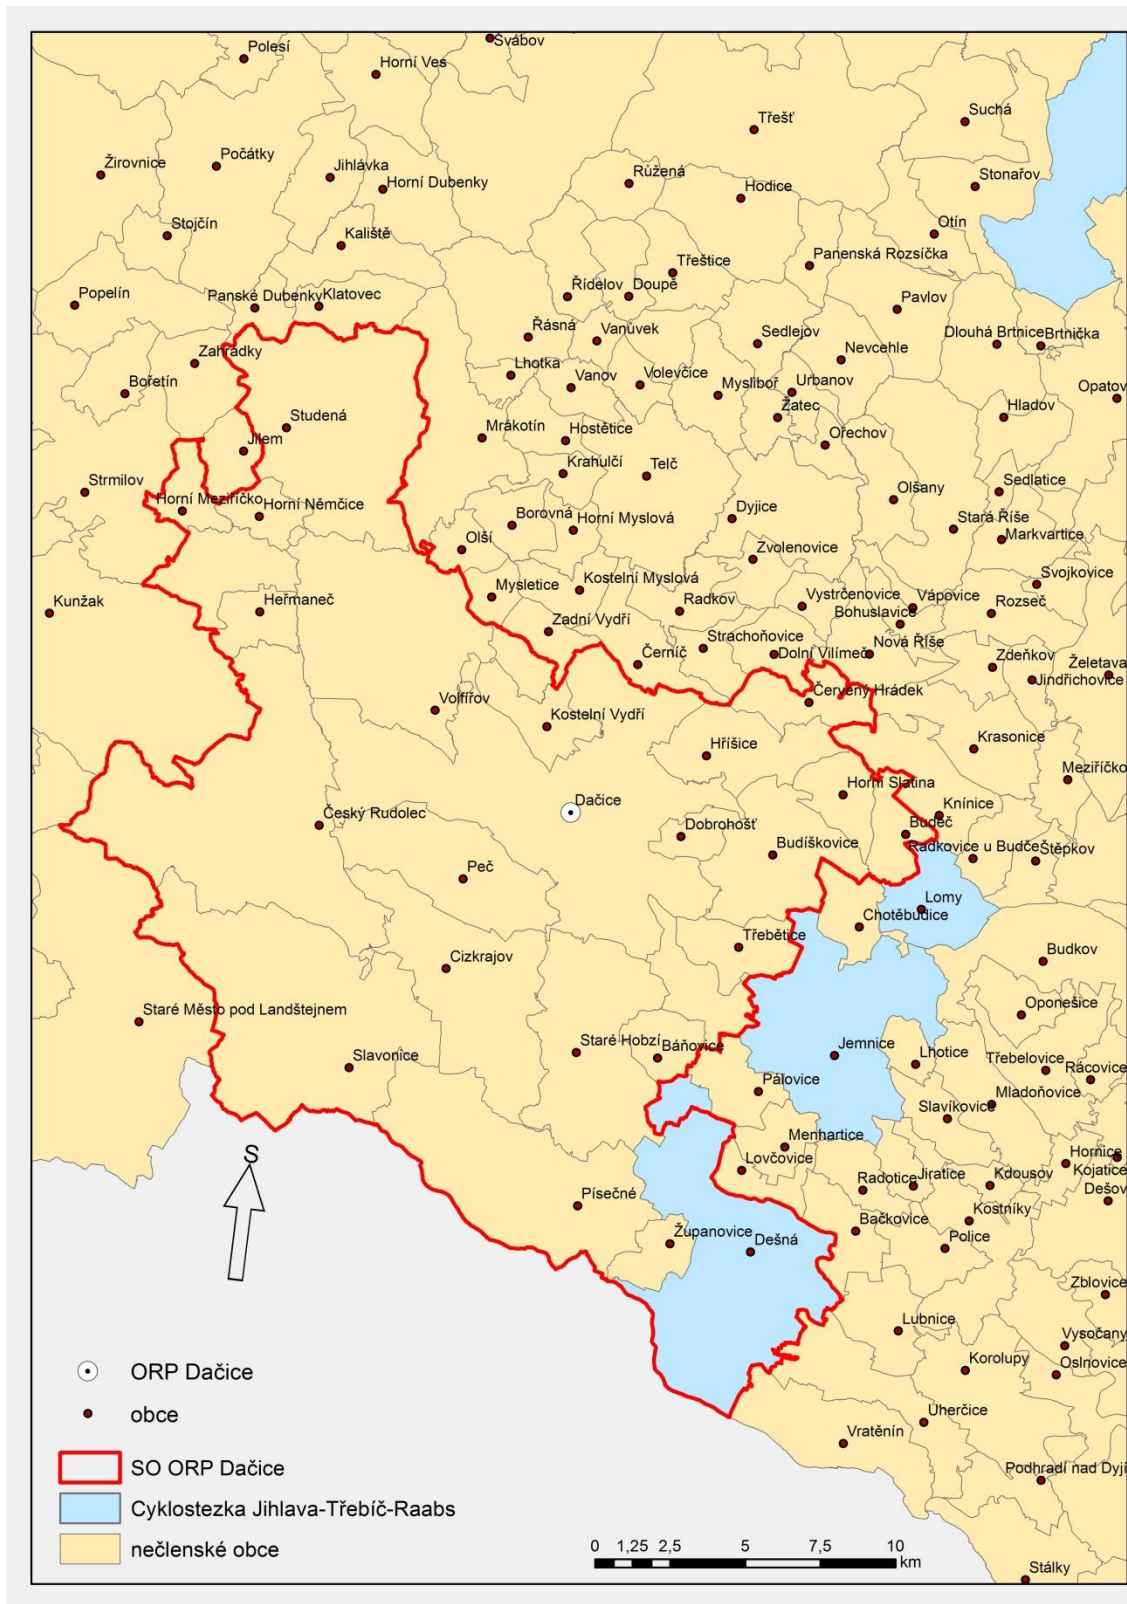 Švábov
Polesí
Horní Ves
Třešť
Suchá
Počátky
Žirovnice
Jihlávka
Horní Dubenky
Růžená
Hodice
Stonařov
Stojčín
Kaliště
Otín
Panenská Rozsíčka
Třeštice
Popelín
Panské Dubenky
Klatovec
Řídelov
Doupě
Pavlov
Řásná
Vanůvek
Sedlejov
Dlouhá Brtnice
Brtnička
Zahrádky
Nevcehle
Lhotka
Vanov
Volevčice
Mysliboř
Urbanov
Bořetín
Opatov
Studená
Žatec
Hladov
Mrákotín
Hostětice
Ořechov
Jilem
Krahulčí
Telč
Strmilov
Olšany
Sedlatice
Horní Meziříčko
Horní Němčice
Borovná
Horní Myslová
Dyjice
Stará Říše
Markvartice
Olší
Zvolenovice
Mysletice
Kostelní Myslová
Svojkovice
Kunžak
Heřmaneč
Radkov
Vystrčenovice
Vápovice
Rozseč
Bohuslavice
Zadní Vydří
Strachoňovice
Černíč
Dolní Vilímeč
Nová Říše
Zdeňkov
Želetava
Jindřichovice
Volfířov
Červený Hrádek
Kostelní Vydří
Hříšice
Krasonice
Meziříčko
Horní Slatina
Dačice
Knínice
Český Rudolec
Dobrohošť
Budeč
Budíškovice
Radkovice u Budče
Štěpkov
Peč
Lomy
Chotěbudice
Třebětice
Cizkrajov
Budkov
Staré Město pod Landštejnem
Oponešice
Staré Hobzí
Báňovice
Jemnice
Slavonice
Lhotice
Třebelovice
Rácovice
Pálovice
Mladoňovice
Slavíkovice
Menhartice
S
Lovčovice
Hornice
Kojatice
Radotice
Jiratice
Kdousov
Dešov
Písečné
Bačkovice
Kostníky
Županovice
Dešná
Police
Zblovice
Lubnice
Vysočany
Korolupy
Oslnovice
ORP Dačice
Uherčice
obce
Vratěnín
SO ORP Dačice
Podhradí nad Dyjí
Cyklostezka Jihlava-Třebíč-Raabs
nečlenské obce
0 1,25 2,5 5 7,5 10
km
Stálky